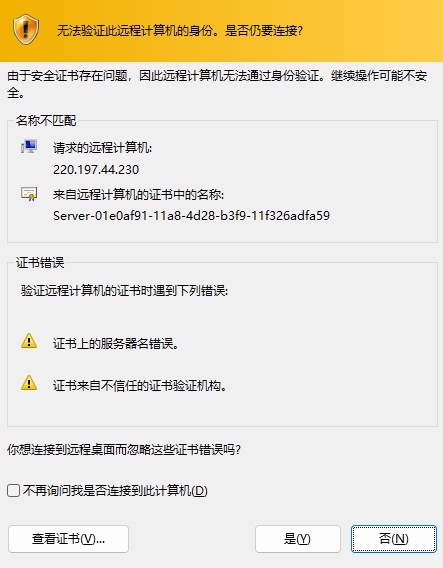 无法验证此远程计算机的身份。是否仍要连接?
由于安全证书存在问题，因此远程计算机无法通过身份验证。继续操作可能不安
全。
名称不匹配
请求的远程计算机:
220.197.44.230
来自远程计算机的证书中的名称:
Server-01e0af91-11a8-4d28-b3f9-11f326adfa59
证书错误
验证远程计算机的证书时遇到下列错误:
证书上的服务器名错误。
证书来自不信任的证书验证机构。
你想连接到远程桌面而忽略这些证书错误吗?
不再询问我是否连接到此计算机(D)
查看证书(V)... 是(Y) 否(N)